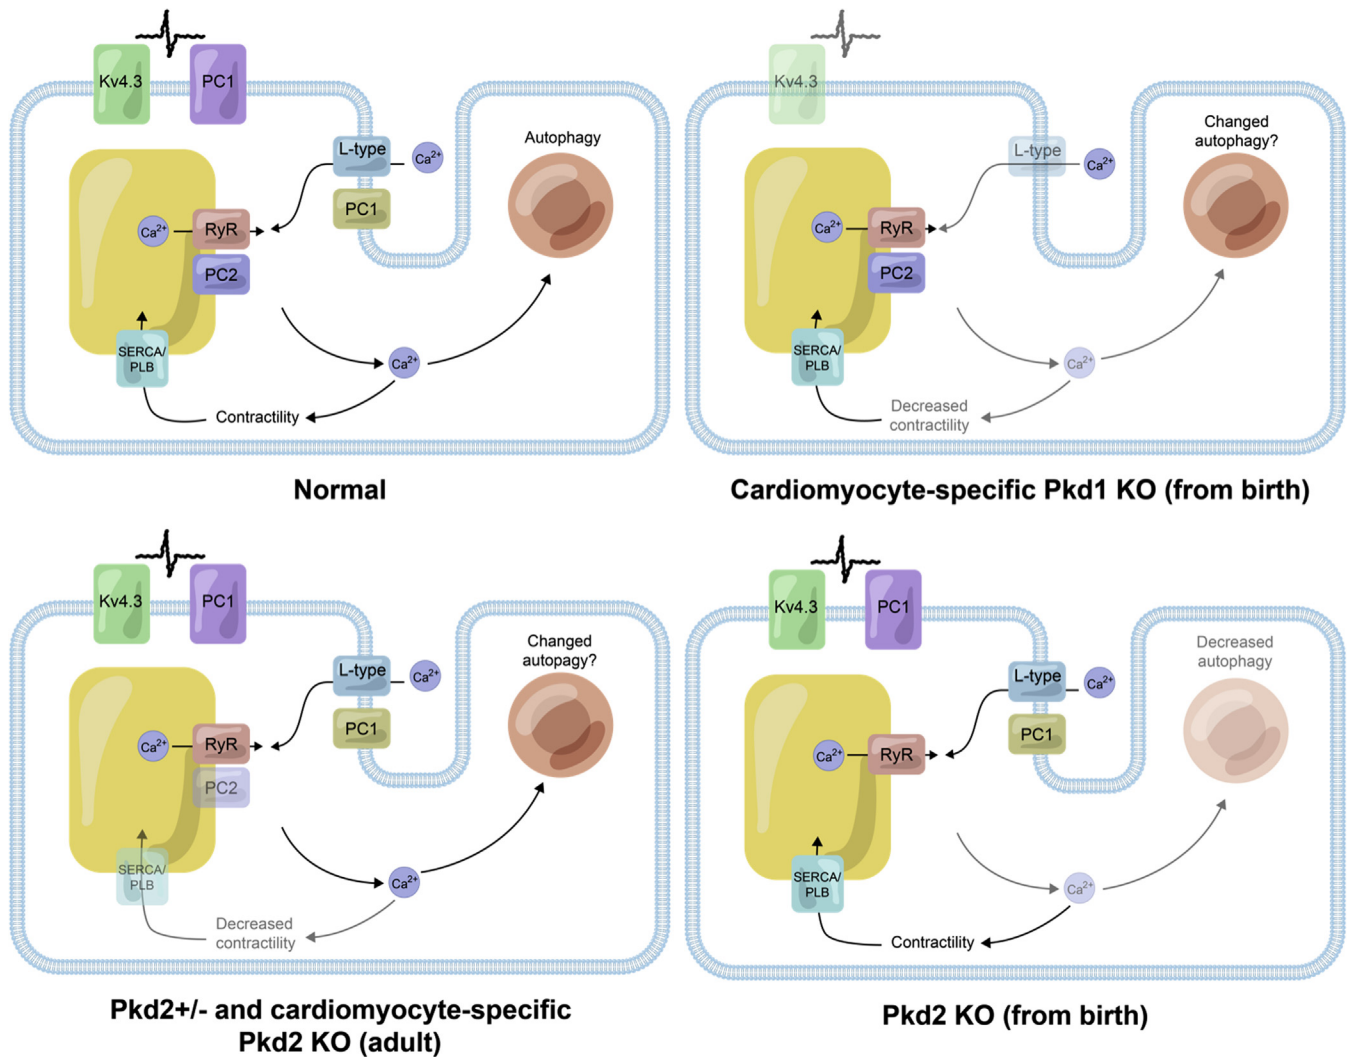 Kv4.3
PC1
L-type
Ca2+
Autophagy
PC1
Ca2+
RyR
PC2
SERCA/
PLB
Ca2+
Contractility
Normal
Kv4.3
Changed
autophagy?
L-type
Ca2+
Ca2+
RyR
PC2
SERCA/
PLB
Ca2+
Decreased
contractility
Cardiomyocyte-specific Pkd1 KO (from birth)
Kv4.3
PC1
Changed
autopagy?
L-type
Ca2+
PC1
Ca2+
RyR
PC2
SERCA/
PLB
Ca2+
Decreased
contractility
Pkd2+/- and cardiomyocyte-specific
Pkd2 KO (adult)
Kv4.3
PC1
Decreased
autophagy
L-type
Ca2+
PC1
Ca2+
RyR
SERCA/
PLB
Ca2+
Contractility
Pkd2 KO (from birth)